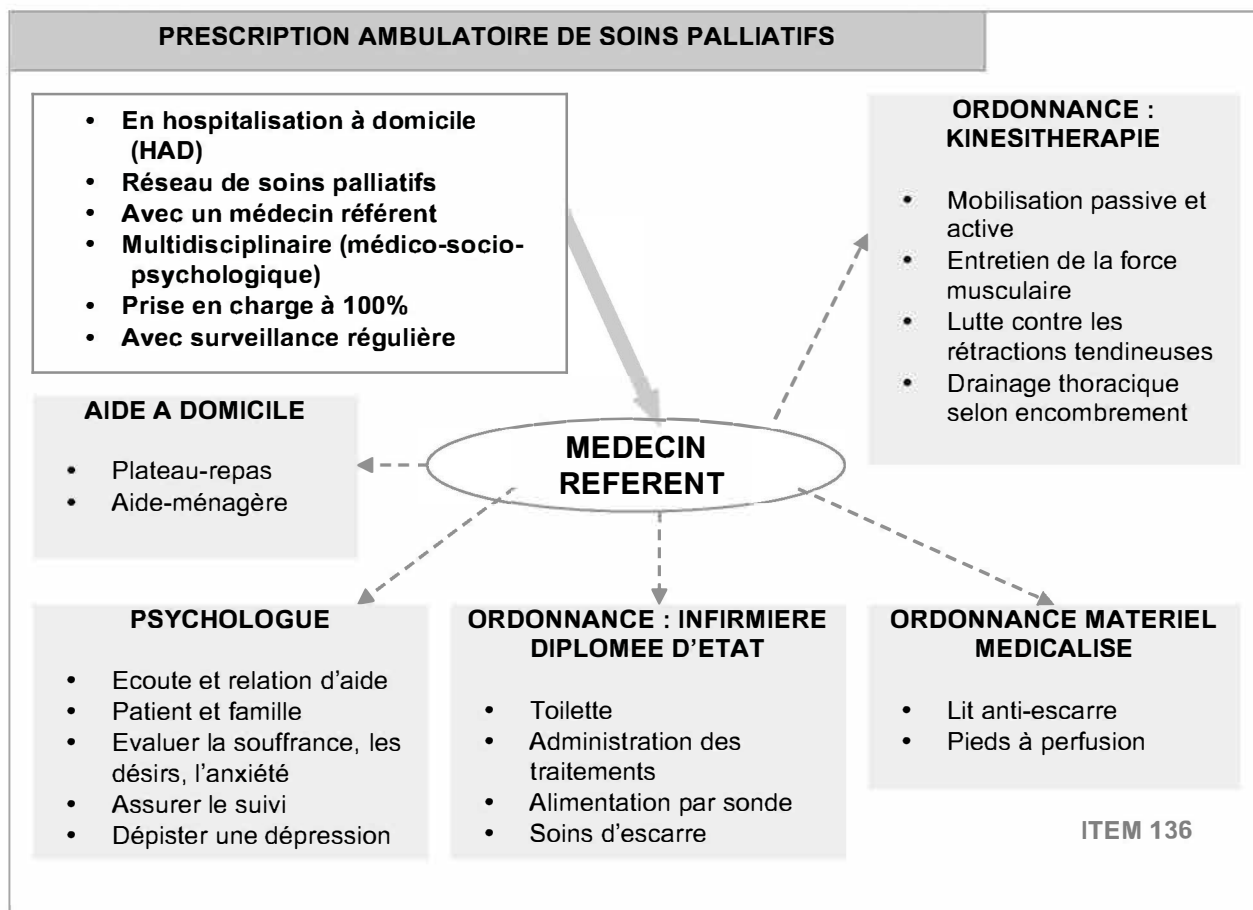 PRESCRIPTION AMBULATOIRE DE SOINS PALLIATIFS
• En hospitalisation à domicile
(HAD)
• Réseau de soins palliatifs
• Avec un médecin référent
• Multidisciplinaire (médico-socio-
psychologique)
• Prise en charge à 100%
• Avec surveillance régulière
ORDONNANCE :
KINESITHERAPIE
• Mobilisation passive et
active
• Entretien de la force
musculaire
• Lutte contre les
rétractions tendineuses
• Drainage thoracique
selon encombrement
AIDE A DOMICILE
• Plateau-repas
• Aide-ménagère
MEDECIN
REFERENT
PSYCHOLOGUE
• Ecoute et relation d'aide
• Patient et famille
• Evaluer la souffrance, les
désirs, l'anxiété
• Assurer le suivi
• Dépister une dépression
ORDONNANCE : INFIRMIERE
DIPLOMEE D'ETAT
• Toilette
• Administration des
traitements
• Alimentation par sonde
• Soins d'escarre
ORDONNANCE MATERIEL
MEDICALISE
• Lit anti-escarre
• Pieds à perfusion
ITEM 136